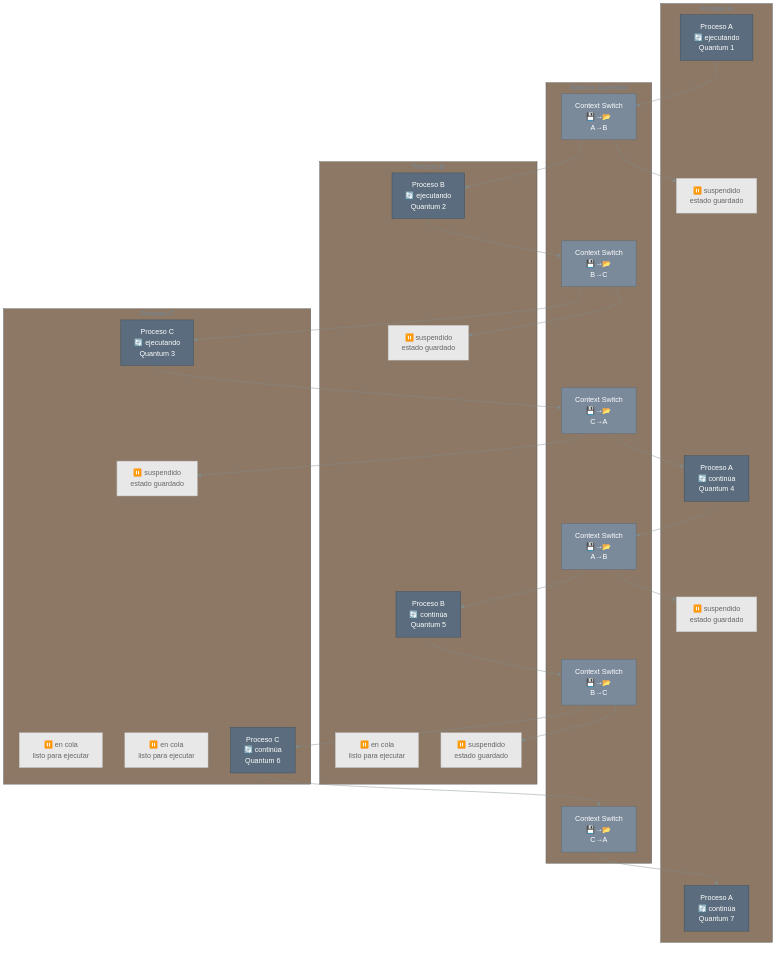 Proceso A
🔄 ejecutando
Quantum 1
Context Switch
💾→📂
A→B
Proceso B
🔄 ejecutando
Quantum 2
⏸️ suspendido
estado guardado
Context Switch
💾→📂
B→C
Proceso C
🔄 ejecutando
Quantum 3
⏸️ suspendido
estado guardado
Context Switch
💾→📂
C→A
⏸️ suspendido
estado guardado
Proceso A
🔄 continúa
Quantum 4
Context Switch
💾→📂
A→B
Proceso B
🔄 continúa
Quantum 5
⏸️ suspendido
estado guardado
Context Switch
💾→📂
B→C
⏸️ en cola
listo para ejecutar
⏸️ en cola
listo para ejecutar
Proceso C
🔄 continúa
Quantum 6
⏸️ en cola
listo para ejecutar
⏸️ suspendido
estado guardado
Context Switch
💾→📂
C→A
Proceso A
🔄 continúa
Quantum 7